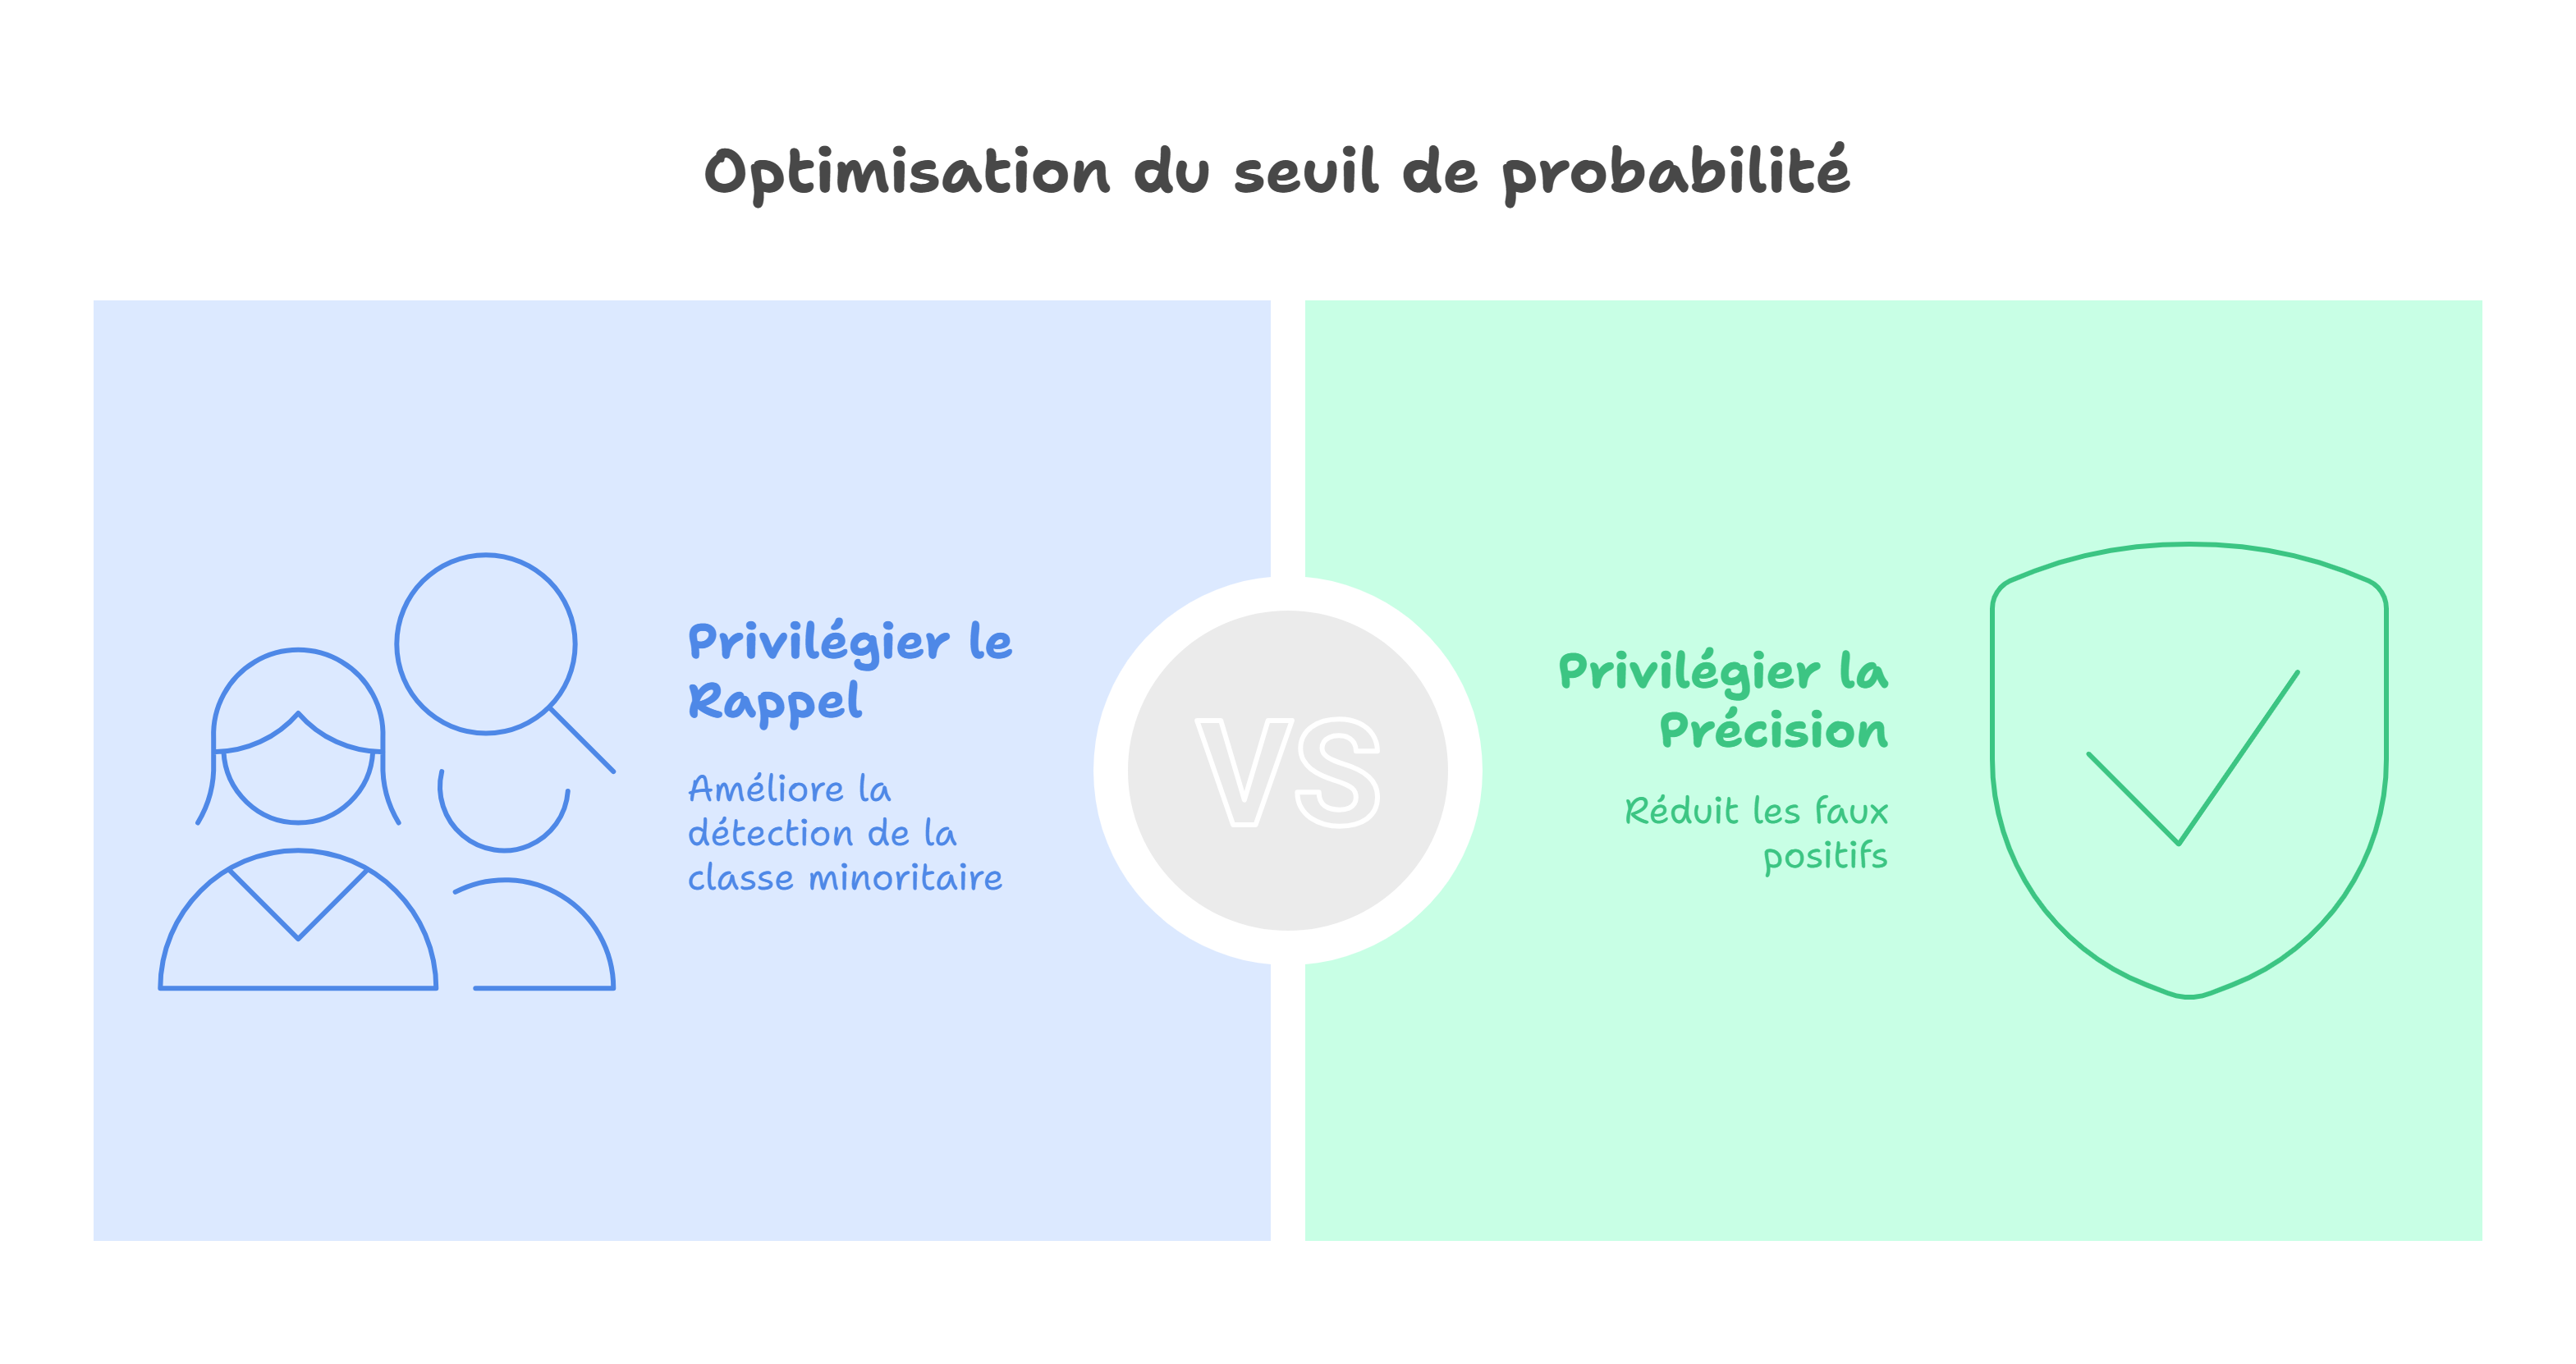 Optimisation du seuil de probabilité
Privilégier le
Rappel
Améliore la
détection de la
classe minoritaire
VS
Privilégier la
Précision
Réduit les faux
positifs